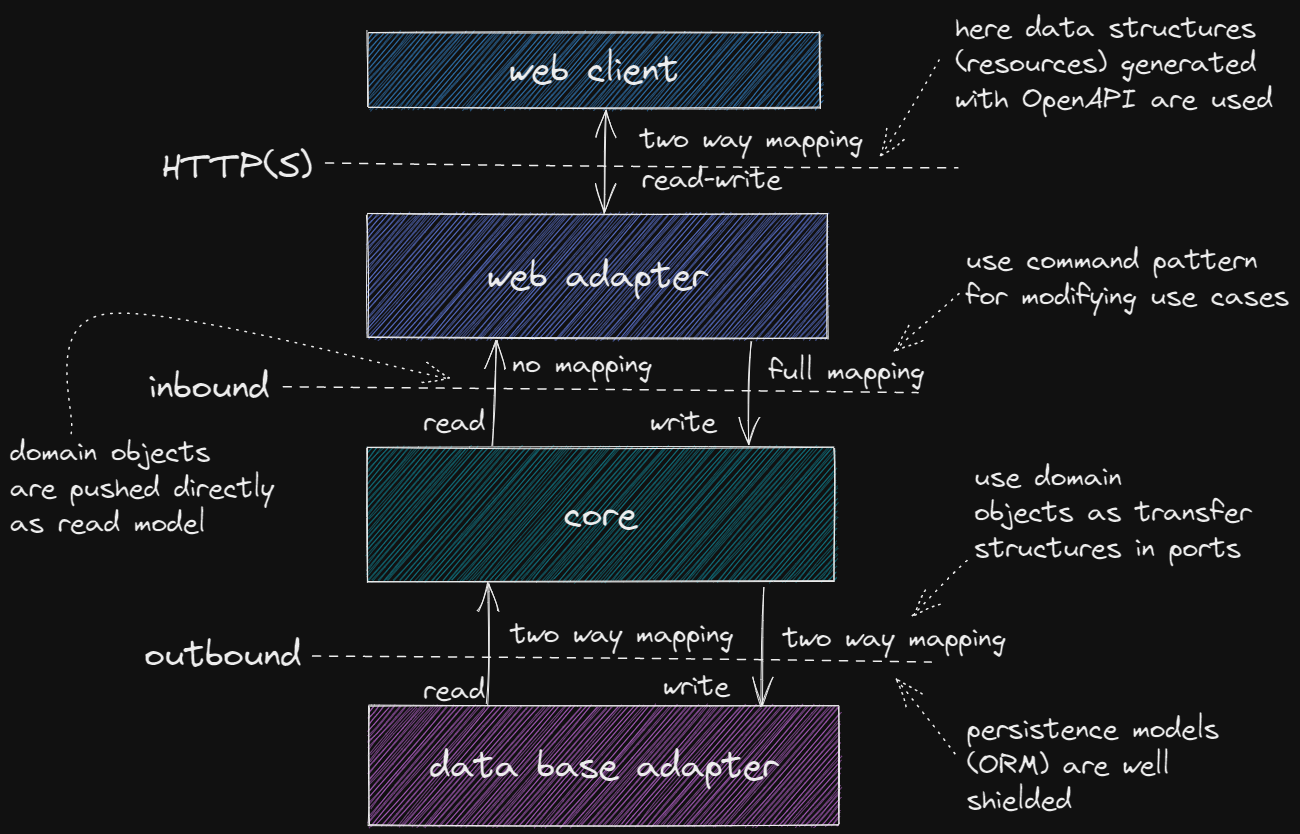 web client
here data structures
(resources) generated
with OpenAPI are used
two way mapping
HTTP(S)
read-write
web adapter
use command pattern
for modifying use cases
no mapping
full mapping
inbound
read
write
domain objects
are pushed directly
as read model
core
use domain
objects as transfer
structures in ports
two way mapping
two way mapping
outbound
read
write
persistence models
(ORM) are well
shielded
data base adapter